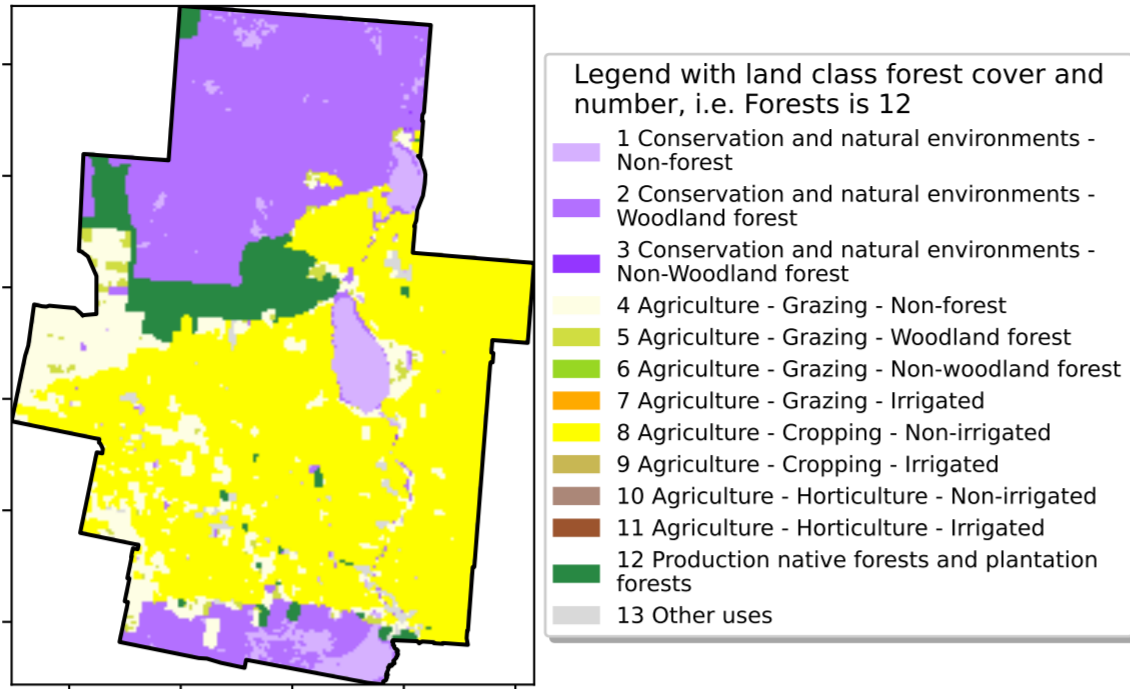 Legend with land class forest cover and
number, i.e. Forests is 12
1 Conservation and natural environments -
Non-forest
2 Conservation and natural environments -
Woodland forest
3 Conservation and natural environments -
Non-Woodland forest
4 Agriculture - Grazing - Non-forest
5 Agriculture - Grazing - Woodland forest
6 Agriculture - Grazing - Non-woodland forest
7 Agriculture - Grazing - Irrigated
8 Agriculture - Cropping - Non-irrigated
9 Agriculture - Cropping - Irrigated
10 Agriculture - Horticulture - Non-irrigated
11 Agriculture - Horticulture - Irrigated
12 Production native forests and plantation
forests
13 Other uses